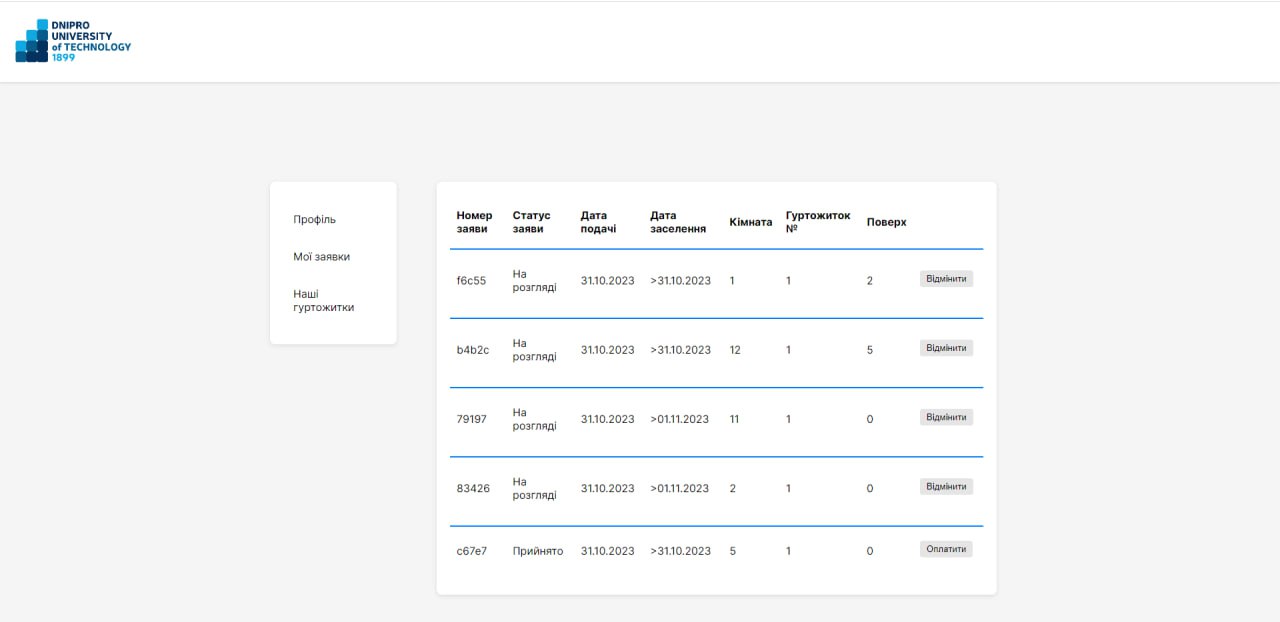 DNIPRO
UNIVERSITY
of TECHNOLOGY
1899
Профіль
Мої заявки
Наші
гуртожитки
Номер заяви Статус заяви Дата подачі Дата заселення Кімната Гуртожиток № Поверх
f6c55 На розгляді 31.10.2023 >31.10.2023 1 1 2 Відмінити
b4b2c На розгляді 31.10.2023 >31.10.2023 12 1 5 Відмінити
79197 На розгляді 31.10.2023 >01.11.2023 11 1 0 Відмінити
83426 На розгляді 31.10.2023 >01.11.2023 2 1 0 Відмінити
c67e7 Прийнято 31.10.2023 >31.10.2023 5 1 0 Оплатити